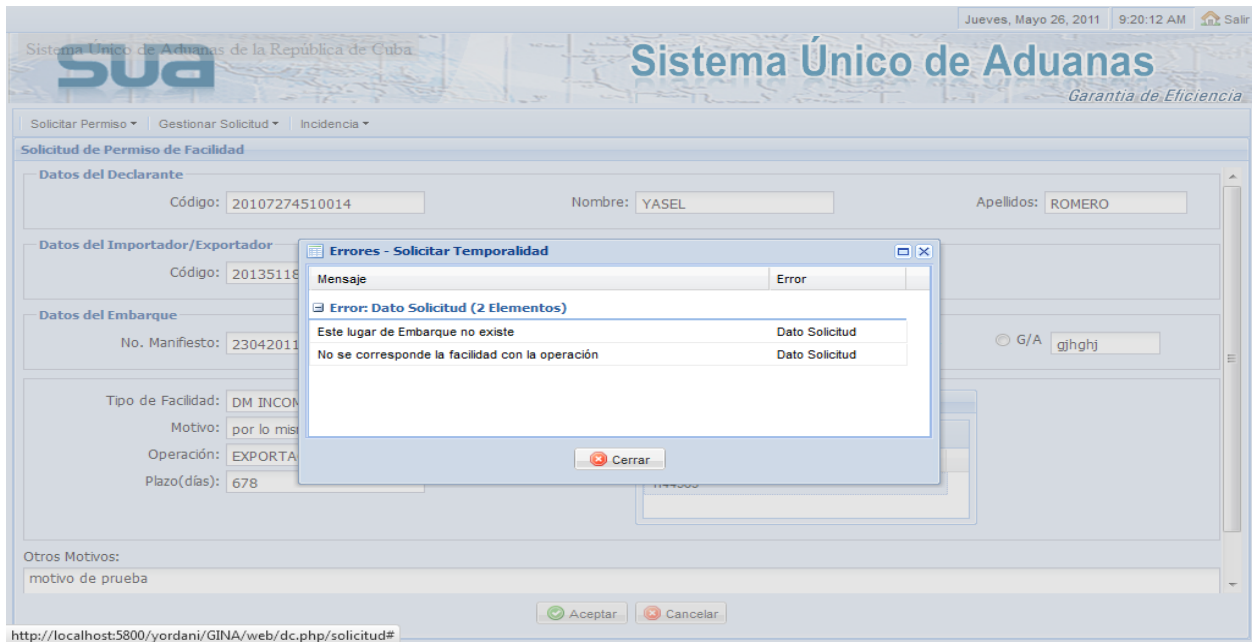 Jueves, Mayo 26, 2011 9:20:12 AM Salir
Sistema Único de Aduanas de la República de Cuba
sua
Sistema Único de Aduanas
Garantia de Eficiencia
Solicitar Permiso Gestionar Solicitud Incidencia
Solicitud de Permiso de Facilidad
Datos del Declarante
Código: 20107274510014 Nombre: YASEL Apellidos: ROMERO
Datos del Importador/Exportador
Código: 20135118
Errores - Solicitar Temporalidad
Mensaje Error
Error: Dato Solicitud (2 Elementos)
Este lugar de Embarque no existe Dato Solicitud
No se corresponde la facilidad con la operación Dato Solicitud
Cerrar
Datos del Embarque
No. Manifiesto: 23042011 G/A gjhghj
Tipo de Facilidad: DM INCOM
Motivo: por lo mis
Operación: EXPORTA
Plazo(días): 678
Otros Motivos:
motivo de prueba
Aceptar Cancelar
http://localhost:5800/yordani/GINA/web/dc.php/solicitud#